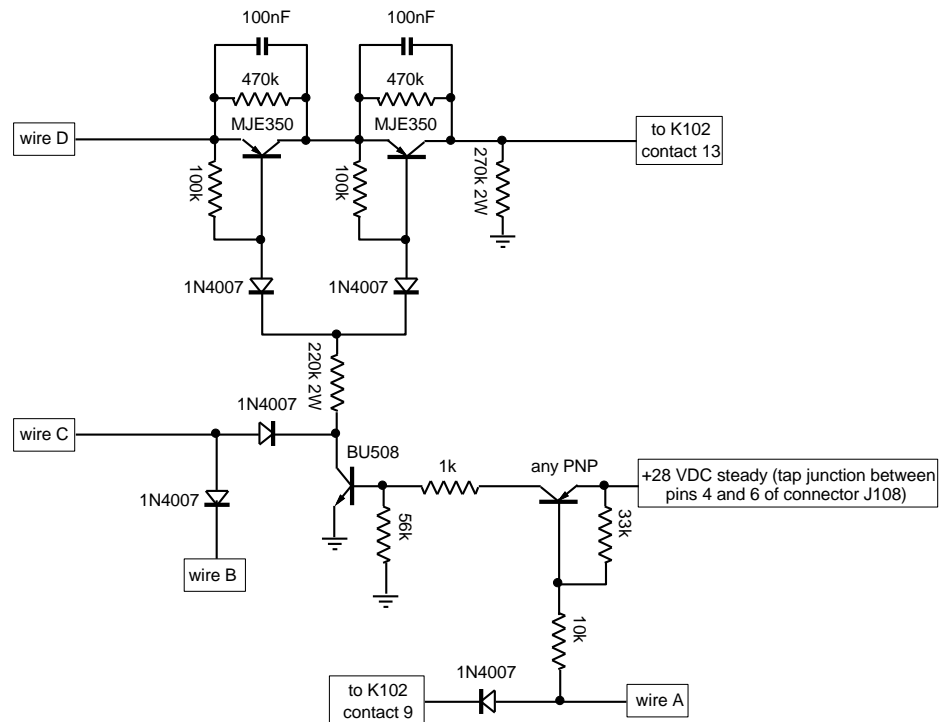 100nF
100nF
470k
470k
MJE350
MJE350
wire D
to K102
contact 13
100k
100k
270k 2W
1N4007
1N4007
220k 2W
1N4007
wire C
BU508
1k
any PNP
+28 VDC steady (tap junction between
pins 4 and 6 of connector J108)
1N4007
56k
33k
wire B
10k
1N4007
to K102
contact 9
wire A